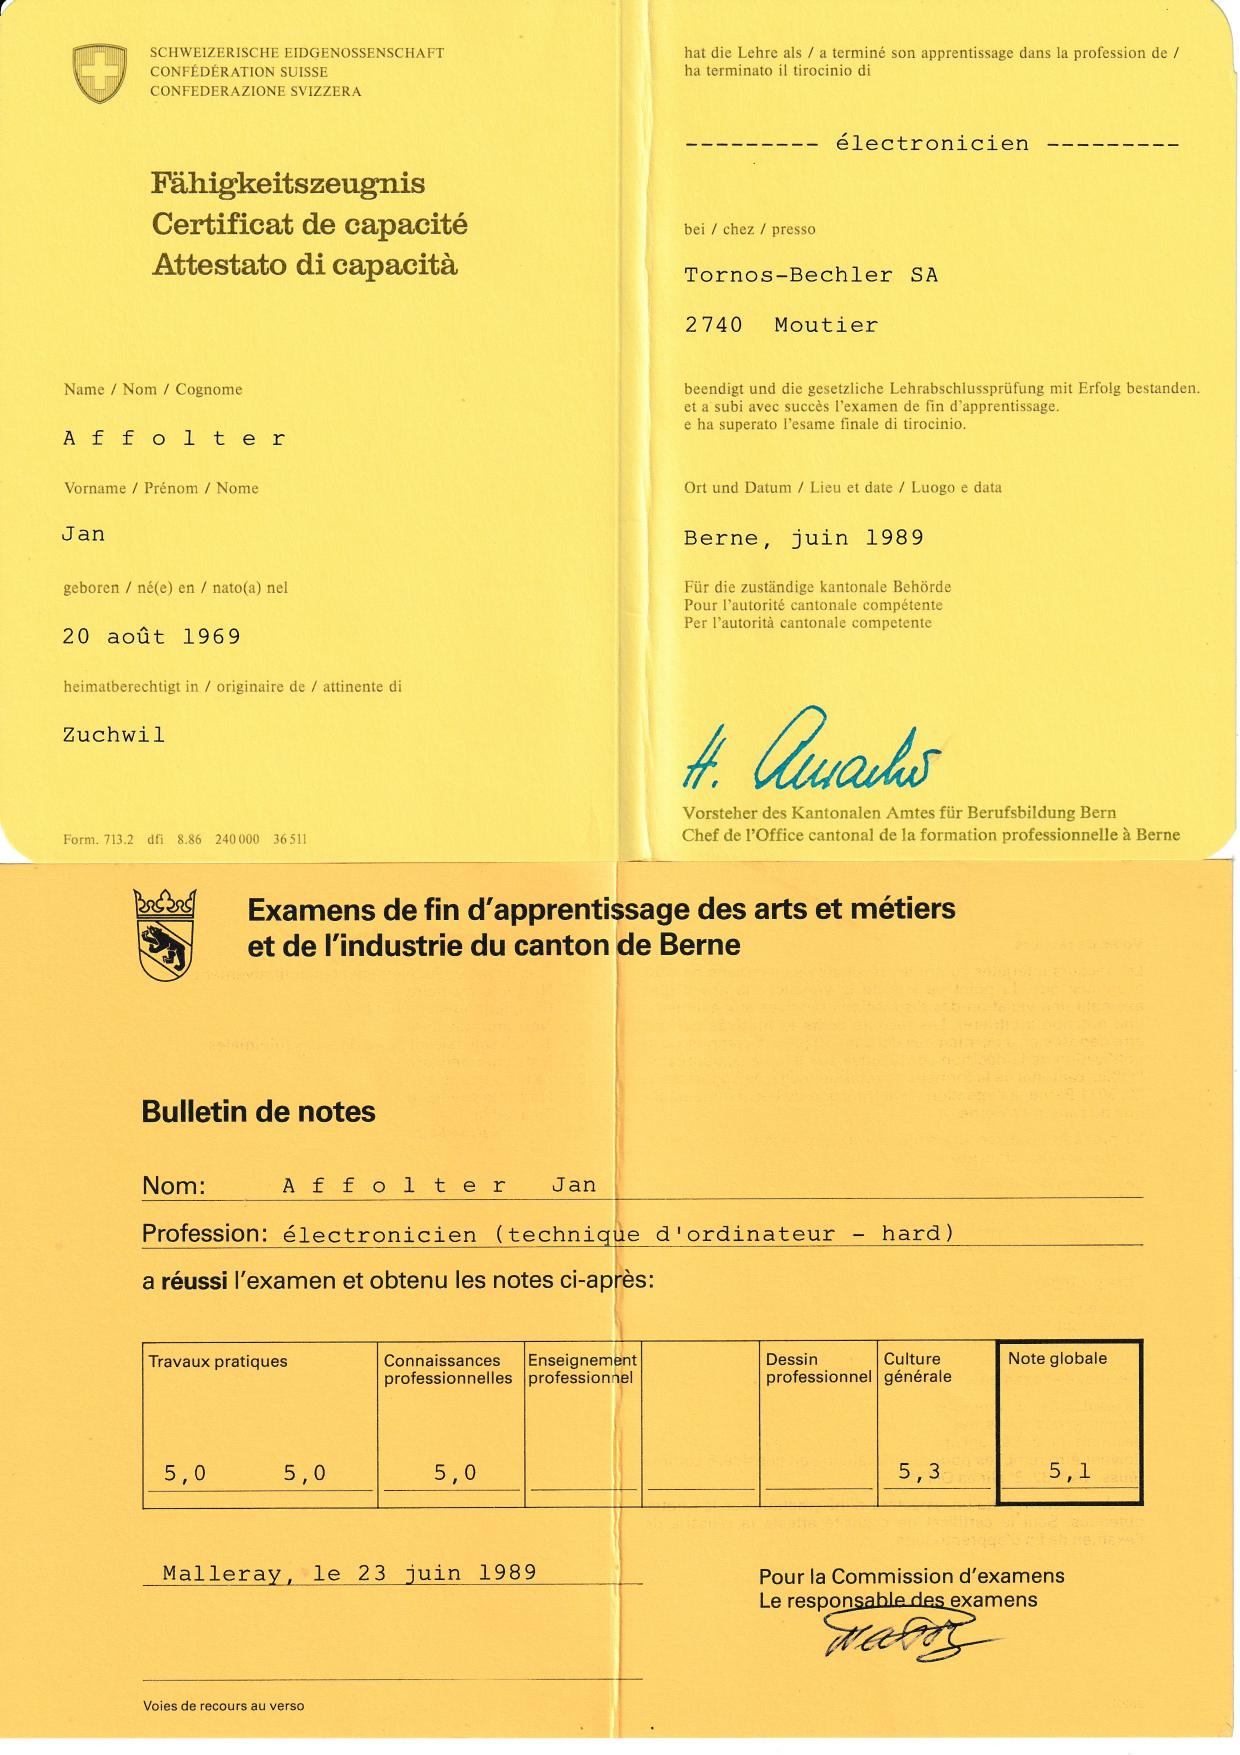 SCHWEIZERISCHE EIDGENOSSENSCHAFT
CONFÉDÉRATION SUISSE
CONFEDERAZIONE SVIZZERA
Fähigkeitszeugnis
Certificat de capacité
Attestato di capacità
Name / Nom / Cognome
A f f o l t e r
Vorname / Prénom / Nome
Jan
geboren / né(e) en / nato(a) nel
20 août 1969
heimatberechtigt in / originaire de / attinente di
Zuchwil
Form. 713.2 dfi 8.86 240 000 36 511
hat die Lehre als / a terminé son apprentissage dans la profession de /
ha terminato il tirocinio di
--------- électronicien ---------
bei / chez / presso
Tornos-Bechler SA
2740 Moutier
beendigt und die gesetzliche Lehrabschlussprüfung mit Erfolg bestanden.
et a subi avec succès l'examen de fin d'apprentissage.
e ha superato l'esame finale di tirocinio.
Ort und Datum / Lieu et date / Luogo e data
Berne, juin 1989
Für die zuständige kantonale Behörde
Pour l'autorité cantonale compétente
Per l'autorità cantonale competente
H.
Vorsteher des Kantonalen Amtes für Berufsbildung Bern
Chef de l'Office cantonal de la formation professionnelle à Berne
Examens de fin d'apprentissage des arts et métiers
et de l'industrie du canton de Berne
Bulletin de notes
Nom: A f f o l t e r Jan
Profession: électronicien (technique d'ordinateur - hard)
a réussi l'examen et obtenu les notes ci-après:
Travaux pratiques Connaissances Enseignement Dessin Culture Note globale
professionnelles professionnel professionnel générale
5,0 5,0 5,0 5,3 5,1
Malleray, le 23 juin 1989
Pour la Commission d'examens
Le responsable des examens
Voies de recours au verso